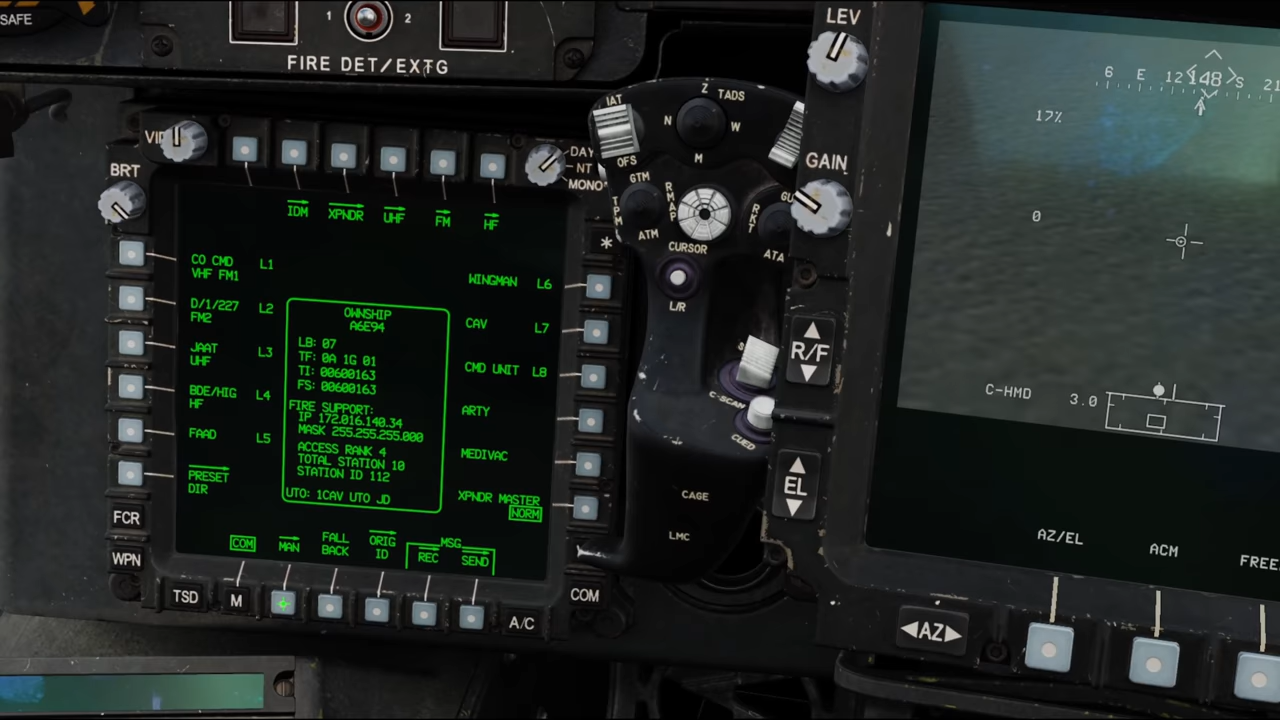 SAFE
1 2
FIRE DET/EXTG
VID
BRT
DAY
NT
MONO
IDM XPNDR UHF FM HF
CO CMD L1
VHF FM1
D/1/227 L2
FM2
JAAT L3
UHF
BDE/HIG L4
HF
FAAD L5
PRESET
DIR
OWNSHIP
A6E94
LB: 07
TF: 0A 1G 01
TI: 00600163
FS: 00600163
FIRE SUPPORT:
IP 172.016.140.34
MASK 255.255.255.000
ACCESS RANK 4
TOTAL STATION 10
STATION ID 112
UTO: 1CAV UTO JD
WINGMAN L6
CAV L7
CMD UNIT L8
ARTY
MEDIVAC
XPNDR MASTER
NORM
COM MAN FALL BACK ORIG ID MSG REC SEND
FCR
WPN
TSD M A/C
COM
*
IAT
OFS
Z TADS
N W
M
GTM
TPM
ATM
RMAP
RKT
ATA
CURSOR
L/R
C-SCAN
CUED
CAGE
LMC
LEV
GAIN
R/F
EL
◀AZ▶
6 E 12 148 S 21
17%
0
C-HMD 3.0
AZ/EL ACM FREEZ